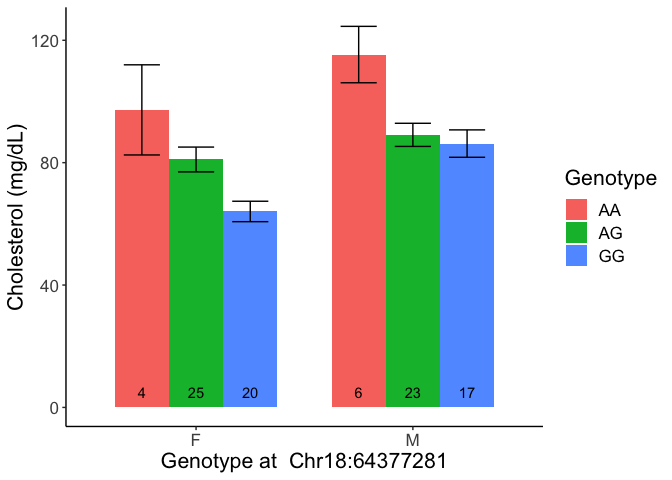 120
80
40
0
Cholesterol (mg/dL)
4 25 20 6 23 17
F M
Genotype at  Chr18:64377281
Genotype
AA
AG
GG